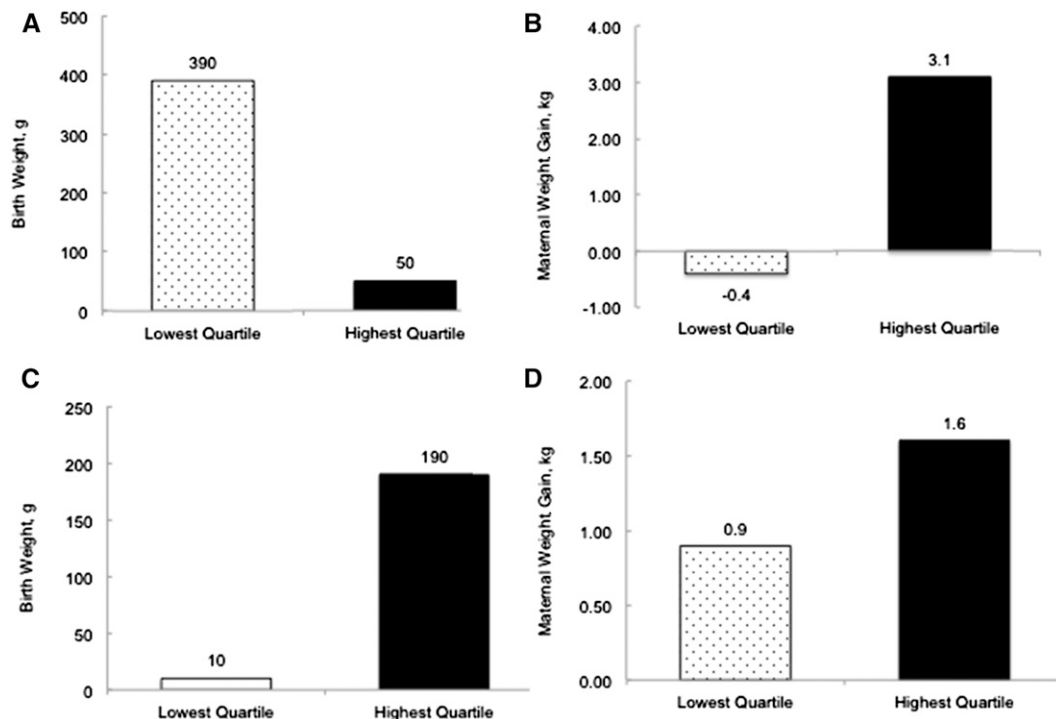 A
Birth Weight, g
500
400
300
200
100
0
390
50
Lowest Quartile
Highest Quartile
B
Maternal Weight Gain, kg
4.00
3.00
2.00
1.00
0.00
-1.00
3.1
-0.4
Lowest Quartile
Highest Quartile
C
Birth Weight, g
250
200
150
100
50
0
10
190
Lowest Quartile
Highest Quartile
D
Maternal Weight Gain, kg
2.00
1.50
1.00
0.50
0.00
0.9
1.6
Lowest Quartile
Highest Quartile